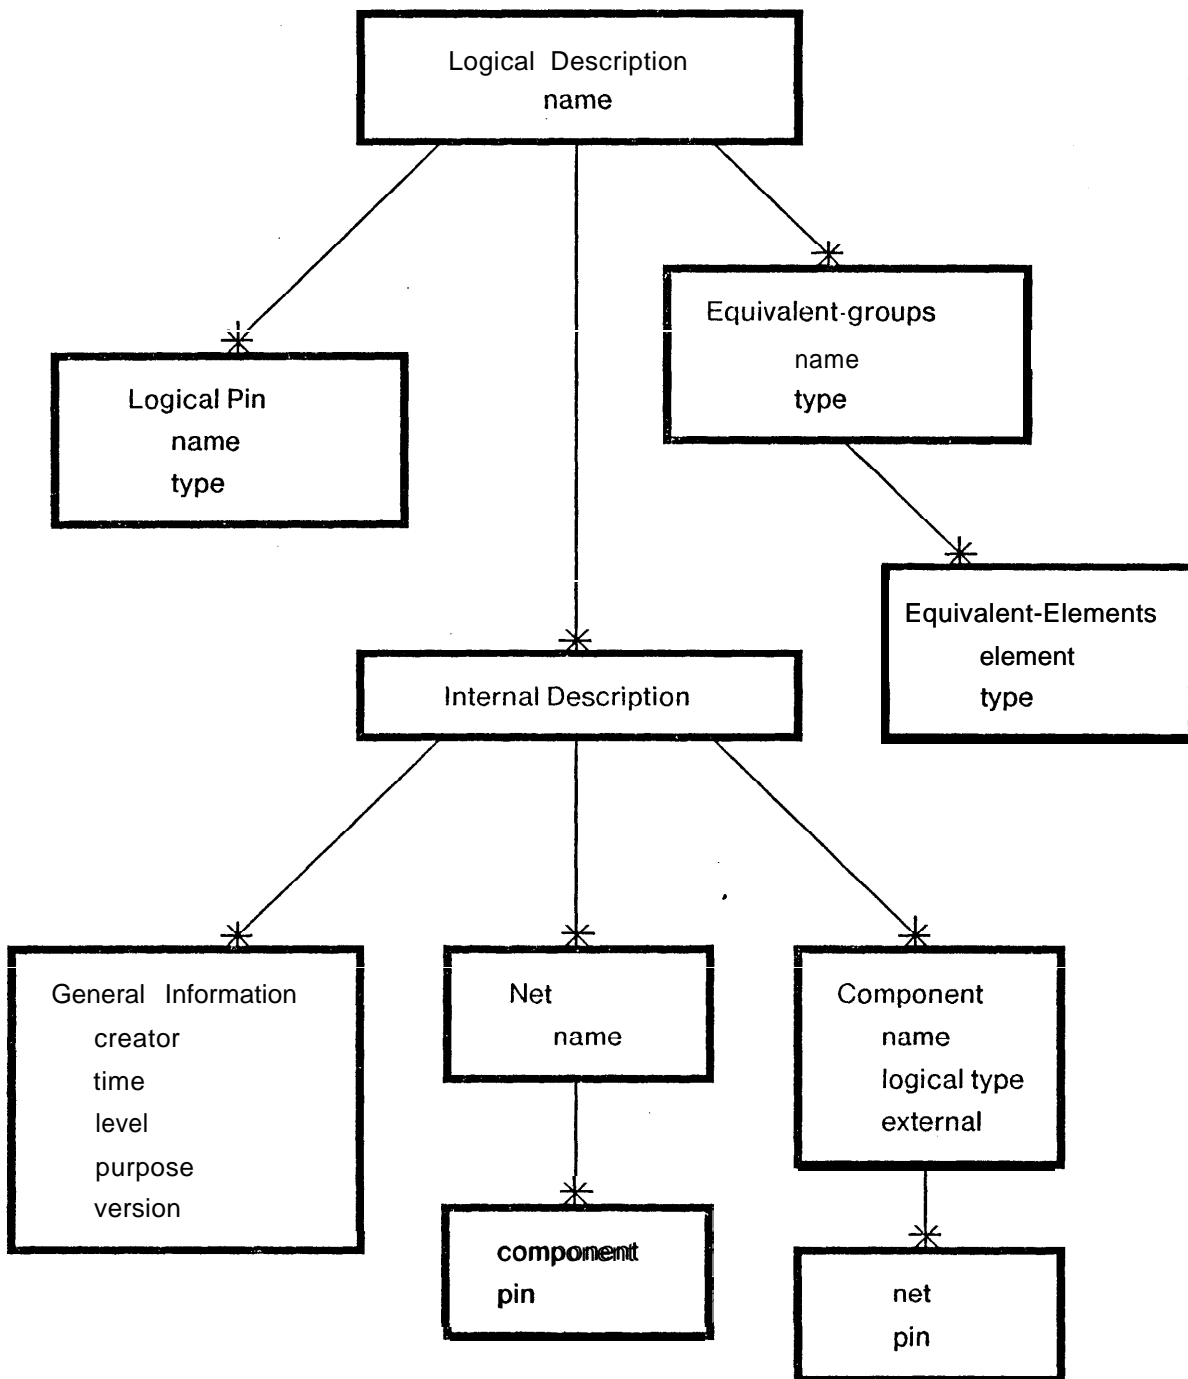 Logical Description
name
Equivalent-groups
name
type
Logical Pin
name
type
Equivalent-Elements
element
type
Internal Description
General Information
creator
time
level
purpose
version
Net
name
Component
name
logical type
external
component
pin
net
pin